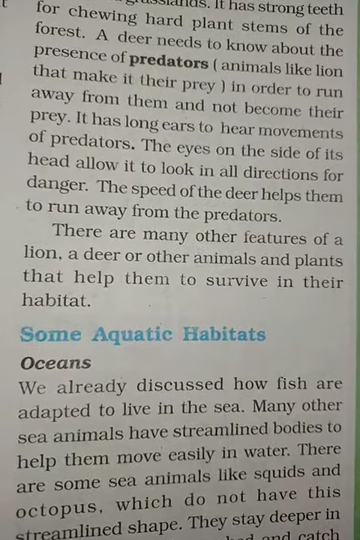 grasslands. It has strong teeth
for chewing hard plant stems of the
forest. A deer needs to know about the
presence of predators ( animals like lion
that make it their prey ) in order to run
away from them and not become their
prey. It has long ears to hear movements
of predators. The eyes on the side of its
head allow it to look in all directions for
danger. The speed of the deer helps them
to run away from the predators.
There are many other features of a
lion, a deer or other animals and plants
that help them to survive in their
habitat.
Some Aquatic Habitats
Oceans
We already discussed how fish are
adapted to live in the sea. Many other
sea animals have streamlined bodies to
help them move easily in water. There
are some sea animals like squids and
octopus, which do not have this
streamlined shape. They stay deeper in
and catch